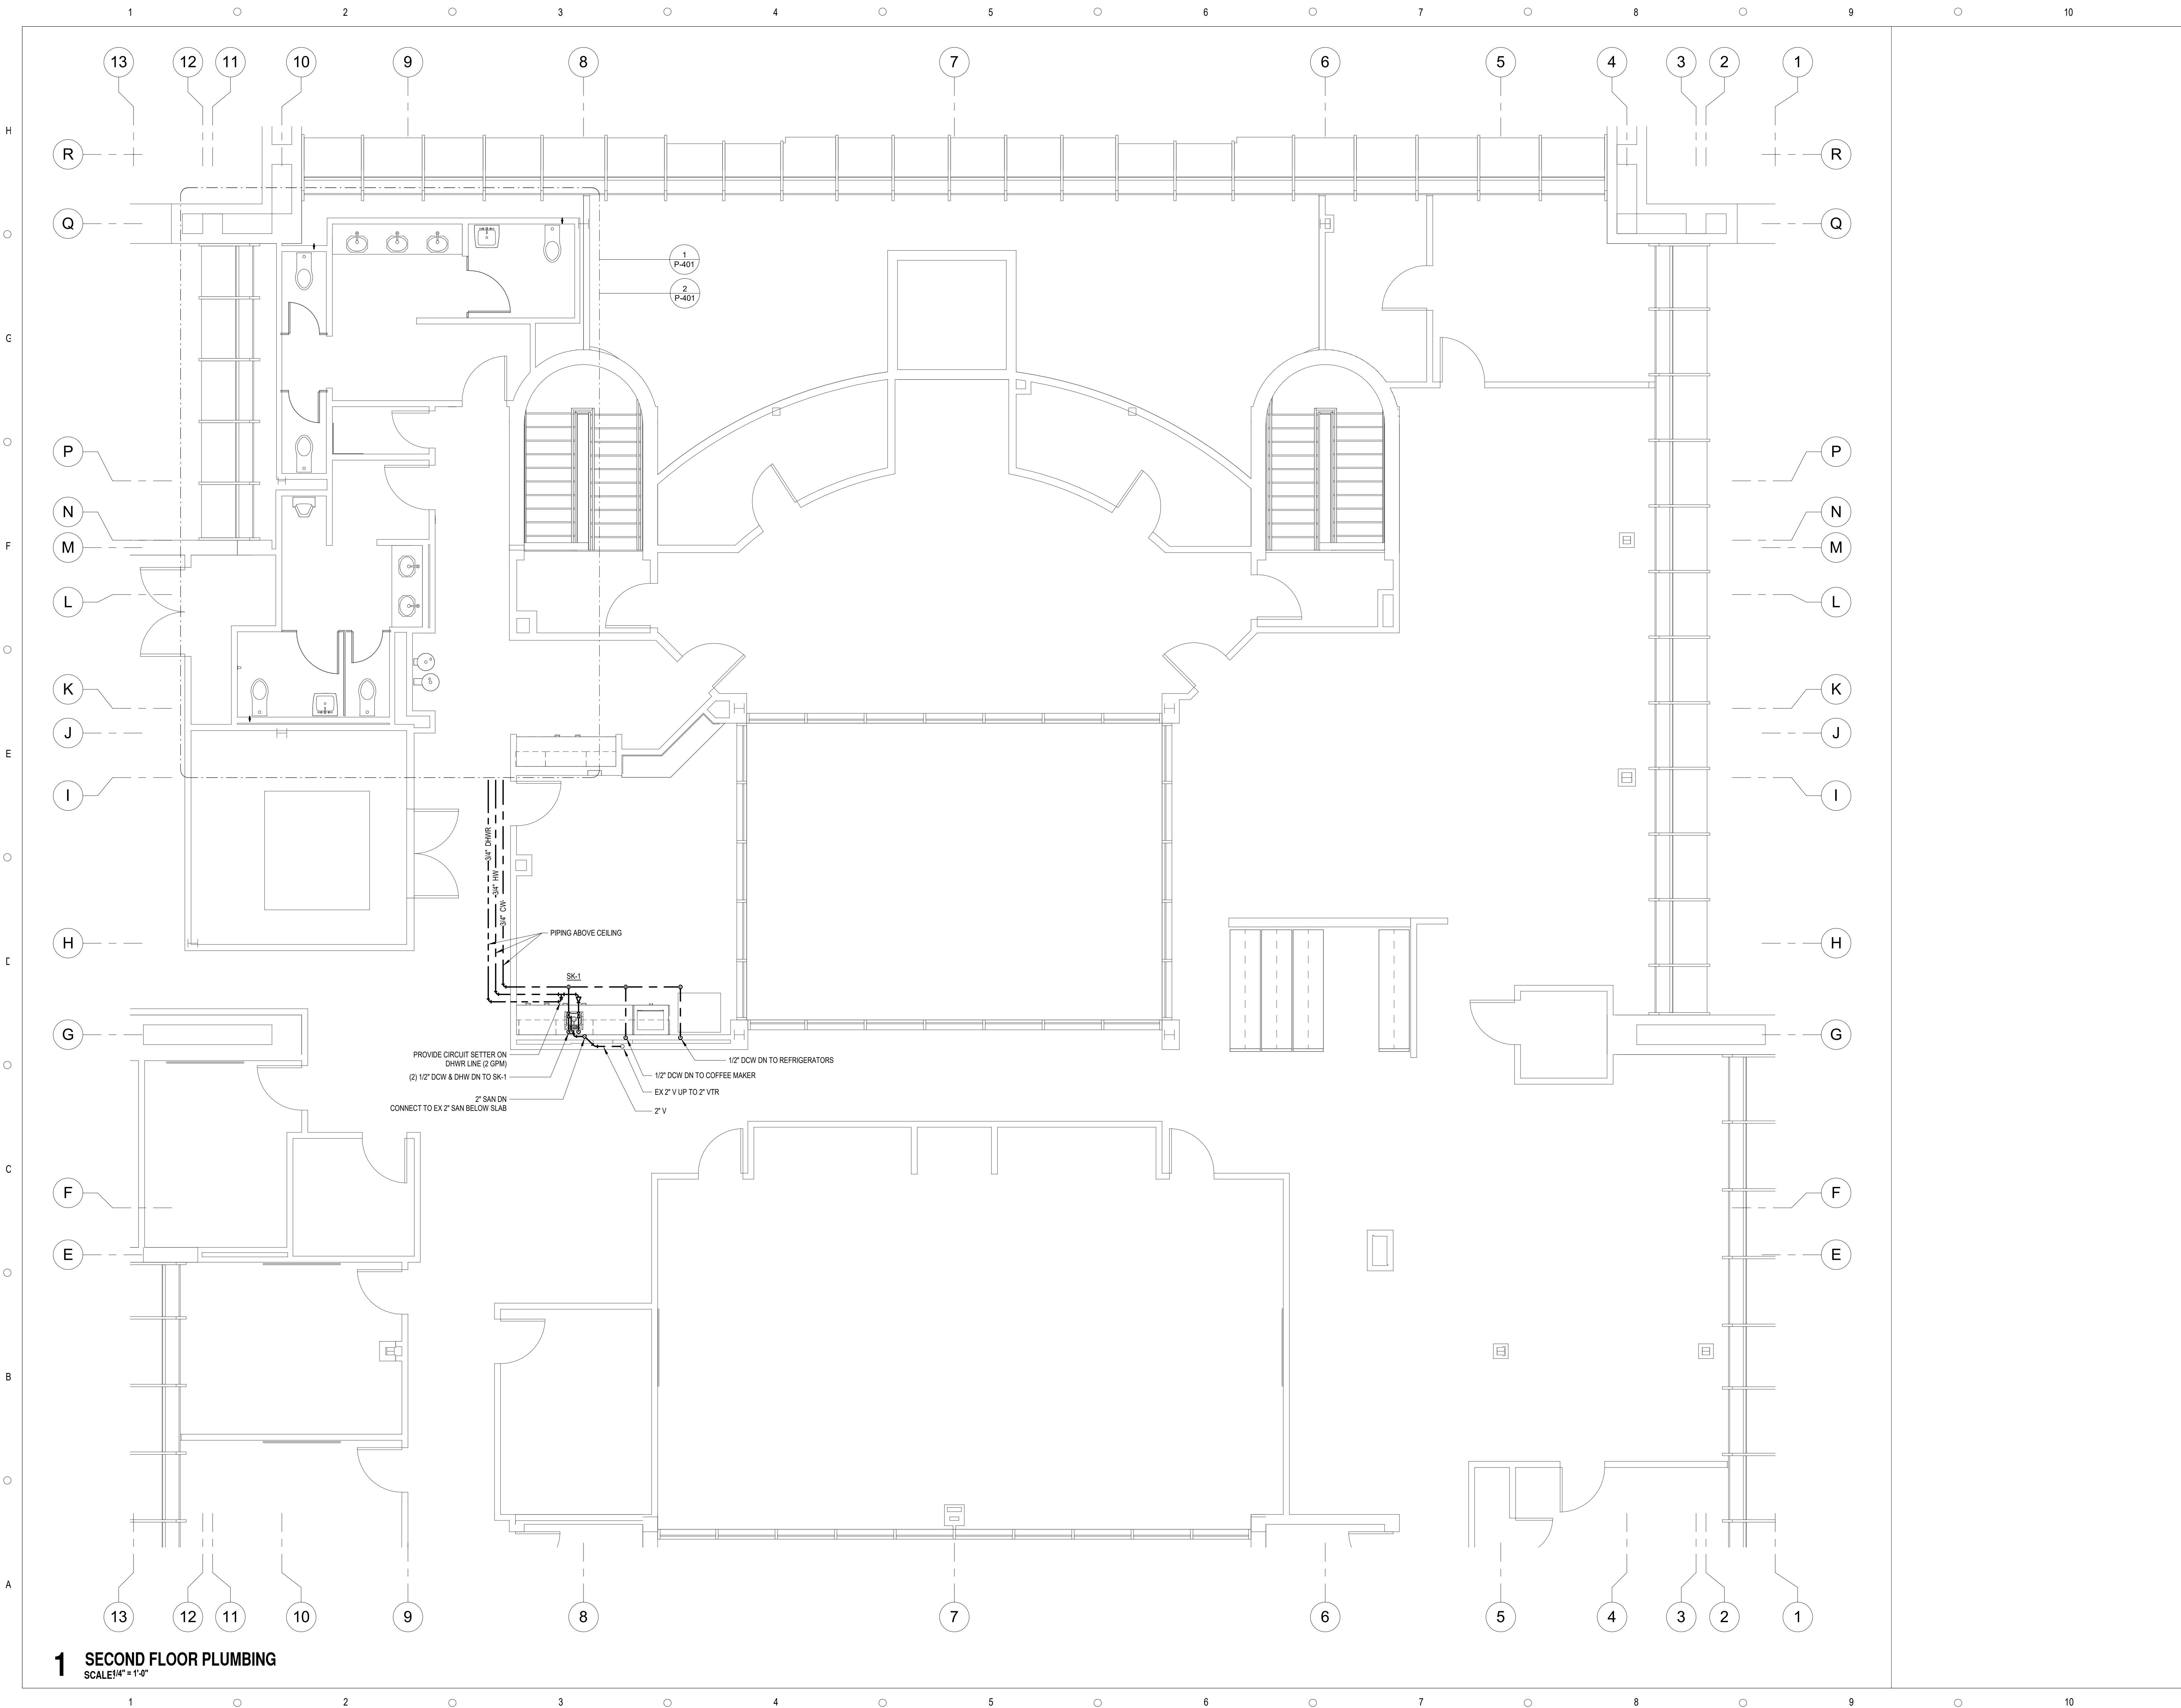 1 2 3 4 5 6 7 8 9 10
13 12 11 10 9 8 7 6 5 4 3 2 1
H
R R
Q Q
1
P-401
2
P-401
G
P P
N N
F
M M
L L
K K
J J
E
I I
3/4" DHWR
3/4" HW
3/4" CW
PIPING ABOVE CEILING
H H
D
SK-1
G G
PROVIDE CIRCUIT SETTER ON
DHWR LINE (2 GPM)
(2) 1/2" DCW & DHW DN TO SK-1
2" SAN DN
CONNECT TO EX 2" SAN BELOW SLAB
1/2" DCW DN TO REFRIGERATORS
1/2" DCW DN TO COFFEE MAKER
EX 2" V UP TO 2" VTR
2" V
C
F F
E E
B
A
13 12 11 10 9 8 7 6 5 4 3 2 1
1 SECOND FLOOR PLUMBING
SCALE: 1/4" = 1'-0"
1 2 3 4 5 6 7 8 9 10